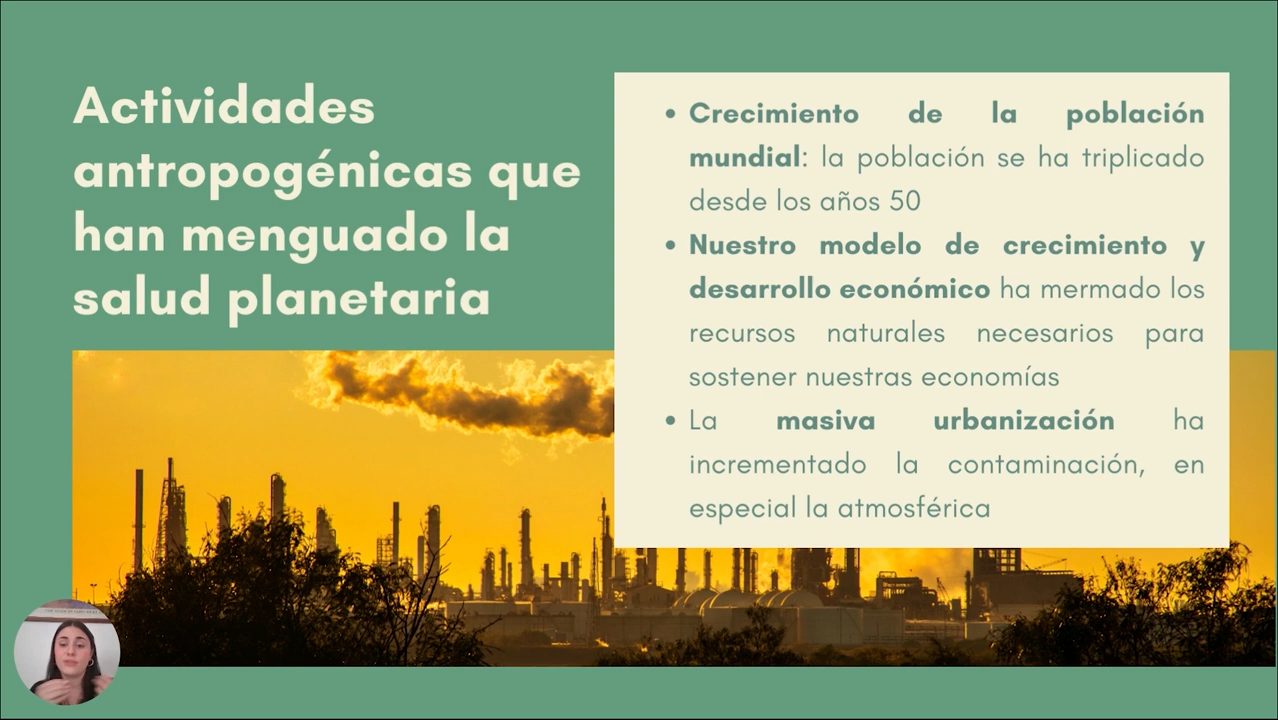 Actividades
antropogénicas que
han menguado la
salud planetaria
• Crecimiento de la población
mundial: la población se ha triplicado
desde los años 50
• Nuestro modelo de crecimiento y
desarrollo económico ha mermado los
recursos naturales necesarios para
sostener nuestras economías
• La masiva urbanización ha
incrementado la contaminación, en
especial la atmosférica